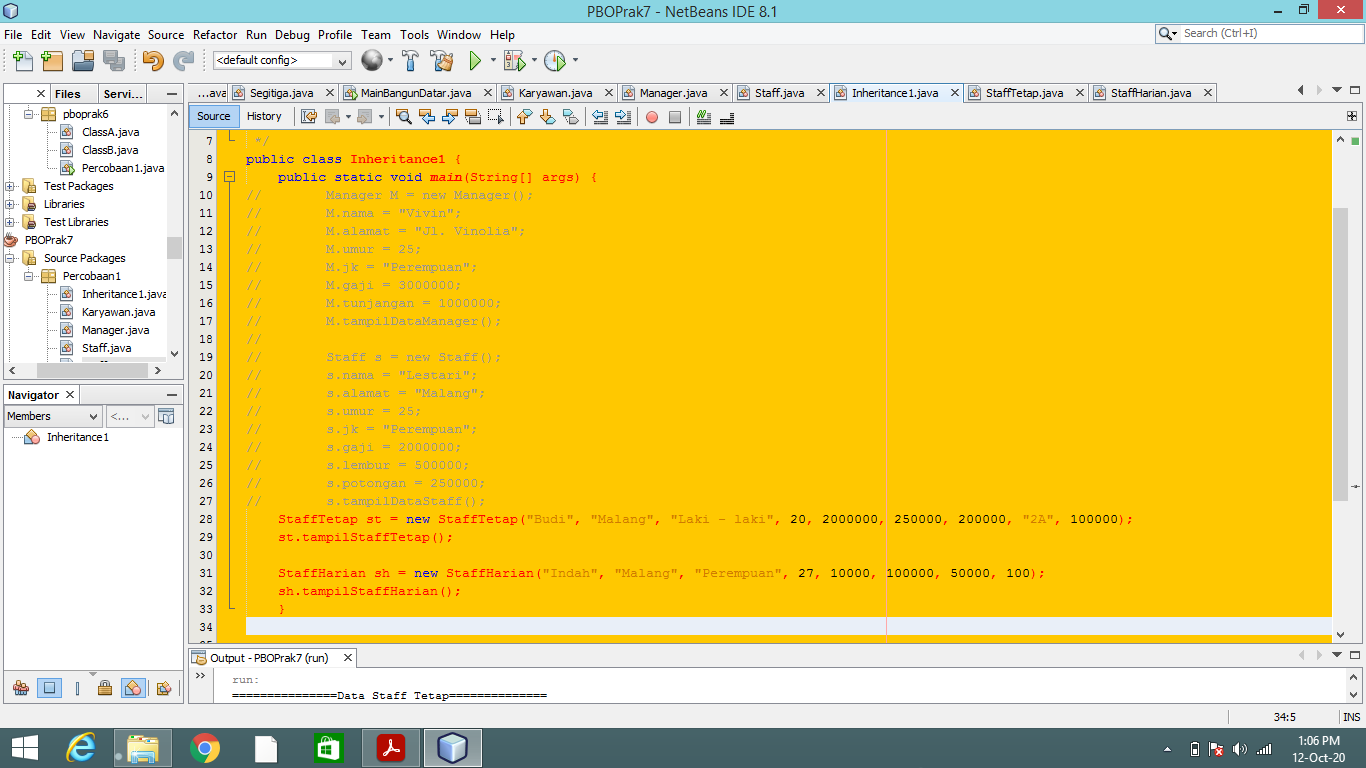 PBOPrak7 - NetBeans IDE 8.1
File Edit View Navigate Source Refactor Run Debug Profile Team Tools Window Help
Search (Ctrl+I)
<default config>
Files Servi...
...ava Segitiga.java MainBangunDatar.java Karyawan.java Manager.java Staff.java Inheritance1.java StaffTetap.java StaffHarian.java
Source History
pboprak6
ClassA.java
ClassB.java
Percobaan1.java
Test Packages
Libraries
Test Libraries
PBOPrak7
Source Packages
Percobaan1
Inheritance1.java
Karyawan.java
Manager.java
Staff.java
Navigator
Members <...
Inheritance1
7 */
8 public class Inheritance1 {
9 public static void main(String[] args) {
10 // Manager M = new Manager();
11 // M.nama = "Vivin";
12 // M.alamat = "Jl. Vinolia";
13 // M.umur = 25;
14 // M.jk = "Perempuan";
15 // M.gaji = 3000000;
16 // M.tunjangan = 1000000;
17 // M.tampilDataManager();
18 //
19 // Staff s = new Staff();
20 // s.nama = "Lestari";
21 // s.alamat = "Malang";
22 // s.umur = 25;
23 // s.jk = "Perempuan";
24 // s.gaji = 2000000;
25 // s.lembur = 500000;
26 // s.potongan = 250000;
27 // s.tampilDataStaff();
28 StaffTetap st = new StaffTetap("Budi", "Malang", "Laki - laki", 20, 2000000, 250000, 200000, "2A", 100000);
29 st.tampilStaffTetap();
30
31 StaffHarian sh = new StaffHarian("Indah", "Malang", "Perempuan", 27, 10000, 100000, 50000, 100);
32 sh.tampilStaffHarian();
33 }
34
Output - PBOPrak7 (run)
run:
===============Data Staff Tetap==============
34:5 INS
1:06 PM
12-Oct-20